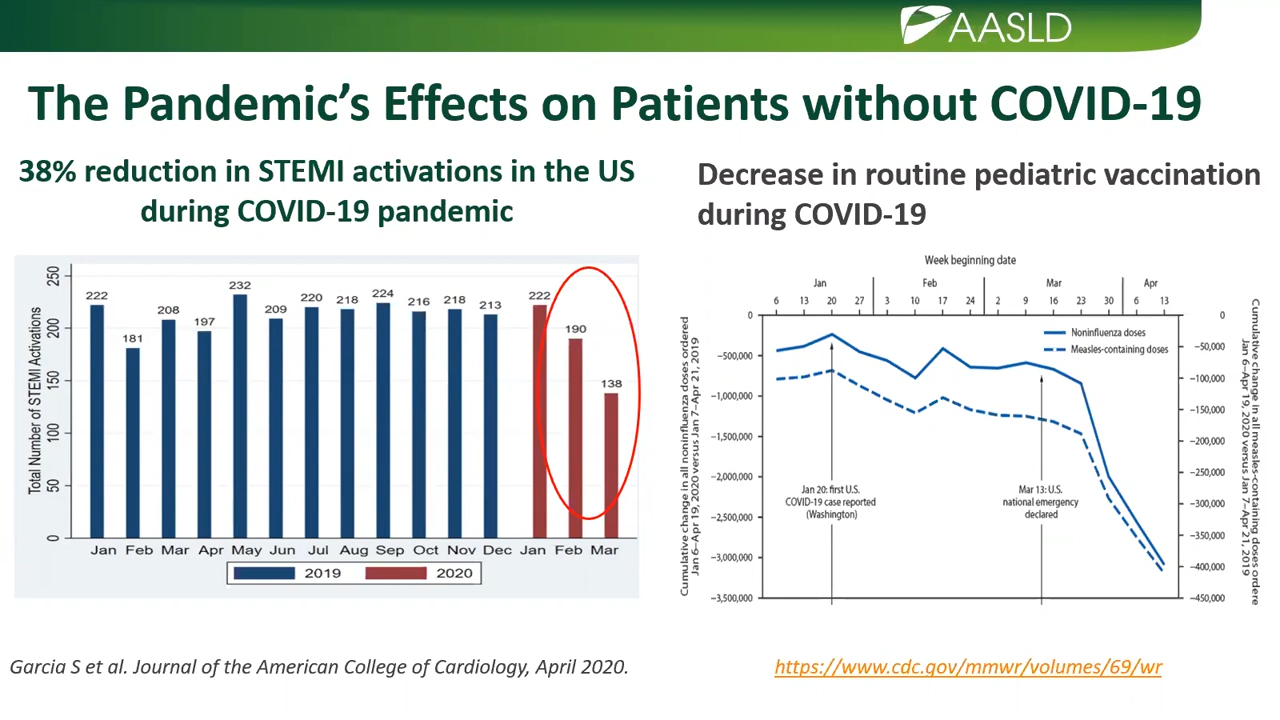 AASLD
The Pandemic's Effects on Patients without COVID-19
38% reduction in STEMI activations in the US
during COVID-19 pandemic
Total Number of STEMI Activations
250
200
150
100
50
0
222
181
208
197
232
209
220
218
224
216
218
213
222
190
138
Jan Feb Mar Apr May Jun Jul Aug Sep Oct Nov Dec Jan Feb Mar
2019 2020
Garcia S et al. Journal of the American College of Cardiology, April 2020.
Decrease in routine pediatric vaccination
during COVID-19
Week beginning date
Jan Feb Mar Apr
6 13 20 27 3 10 17 24 2 9 16 23 30 6 13
Cumulative change in all noninfluenza doses ordered
Jan 6–Apr 19, 2020 versus Jan 7–Apr 21, 2019
0
−500,000
−1,000,000
−1,500,000
−2,000,000
−2,500,000
−3,000,000
−3,500,000
Noninfluenza doses
Measles-containing doses
Jan 20: first U.S.
COVID-19 case reported
(Washington)
Mar 13: U.S.
national emergency
declared
0
−50,000
−100,000
−150,000
−200,000
−250,000
−300,000
−350,000
−400,000
−450,000
Cumulative change in all measles-containing doses ordere
Jan 6–Apr 19, 2020 versus Jan 7–Apr 21, 2019
https://www.cdc.gov/mmwr/volumes/69/wr